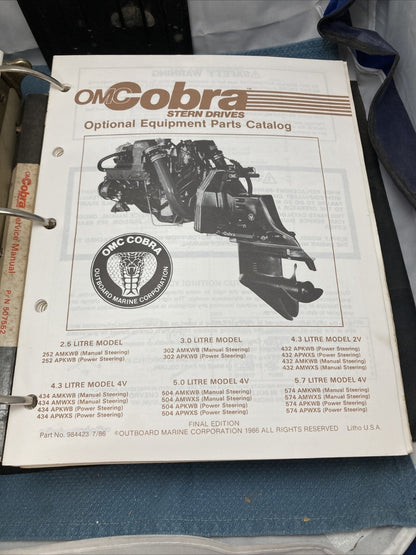 OMC Cobra™
STERN DRIVES
Optional Equipment Parts Catalog
OMC COBRA
OUTBOARD MARINE CORPORATION
2.5 LITRE MODEL
252 AMKWB (Manual Steering)
252 APKWB (Power Steering)
3.0 LITRE MODEL
302 AMKWB (Manual Steering)
302 APKWB (Power Steering)
4.3 LITRE MODEL 2V
432 APKWB (Power Steering)
432 APWXS (Power Steering)
432 AMKWB (Manual Steering)
432 AMWXS (Manual Steering)
4.3 LITRE MODEL 4V
434 AMKWB (Manual Steering)
434 AMWXS (Manual Steering)
434 APKWB (Power Steering)
434 APWXS (Power Steering)
5.0 LITRE MODEL 4V
504 AMKWB (Manual Steering)
504 AMWXS (Manual Steering)
504 APKWB (Power Steering)
504 APWXS (Power Steering)
5.7 LITRE MODEL 4V
574 AMKWB (Manual Steering)
574 AMWXS (Manual Steering)
574 APKWB (Power Steering)
574 APWXS (Power Steering)
FINAL EDITION
Part No. 984423 7/86 ©OUTBOARD MARINE CORPORATION 1986 ALL RIGHTS RESERVED Litho U.S.A.
OMC Cobra
Service Manual
P/N 507552